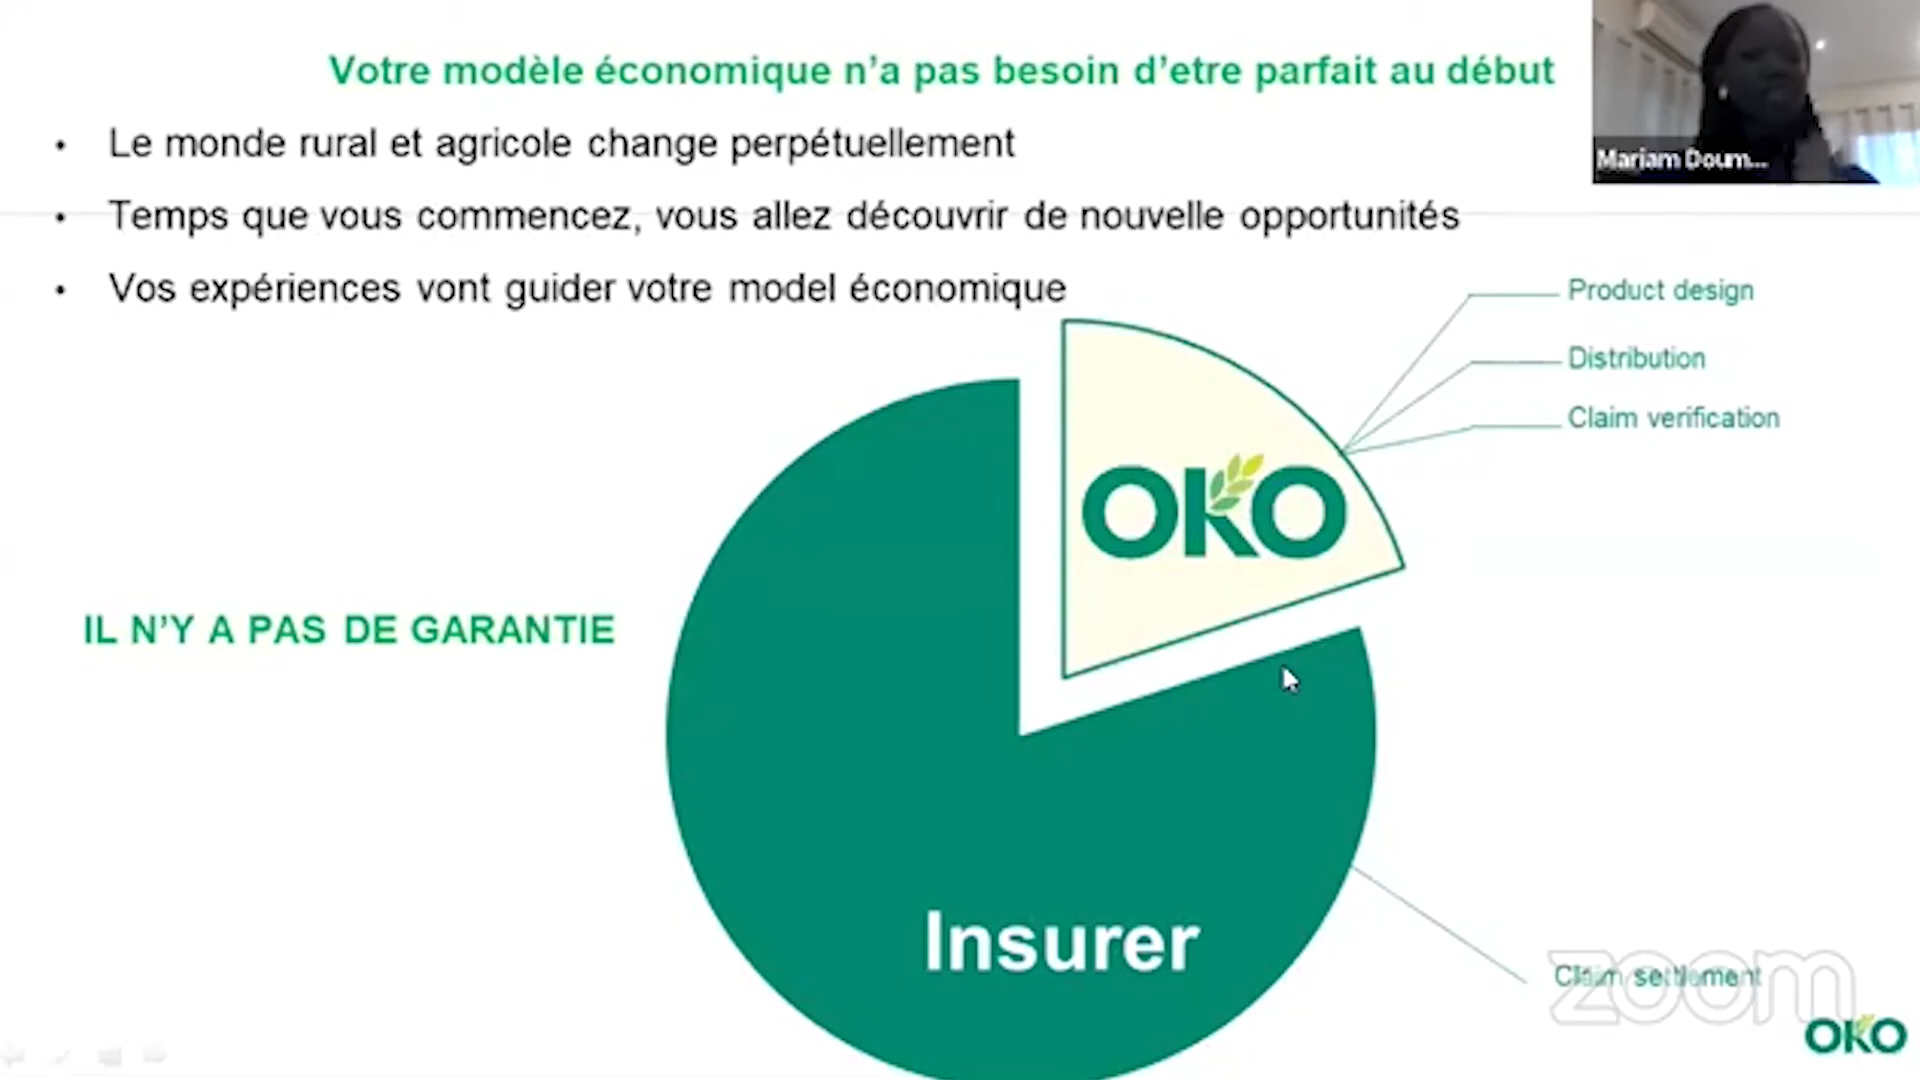 Votre modèle économique n'a pas besoin d'etre parfait au début
Mariam Doum...
• Le monde rural et agricole change perpétuellement
• Temps que vous commencez, vous allez découvrir de nouvelle opportunités
• Vos expériences vont guider votre model économique
Product design
Distribution
Claim verification
OKO
IL N'Y A PAS DE GARANTIE
Insurer
Claim settlement
zoom
OKO